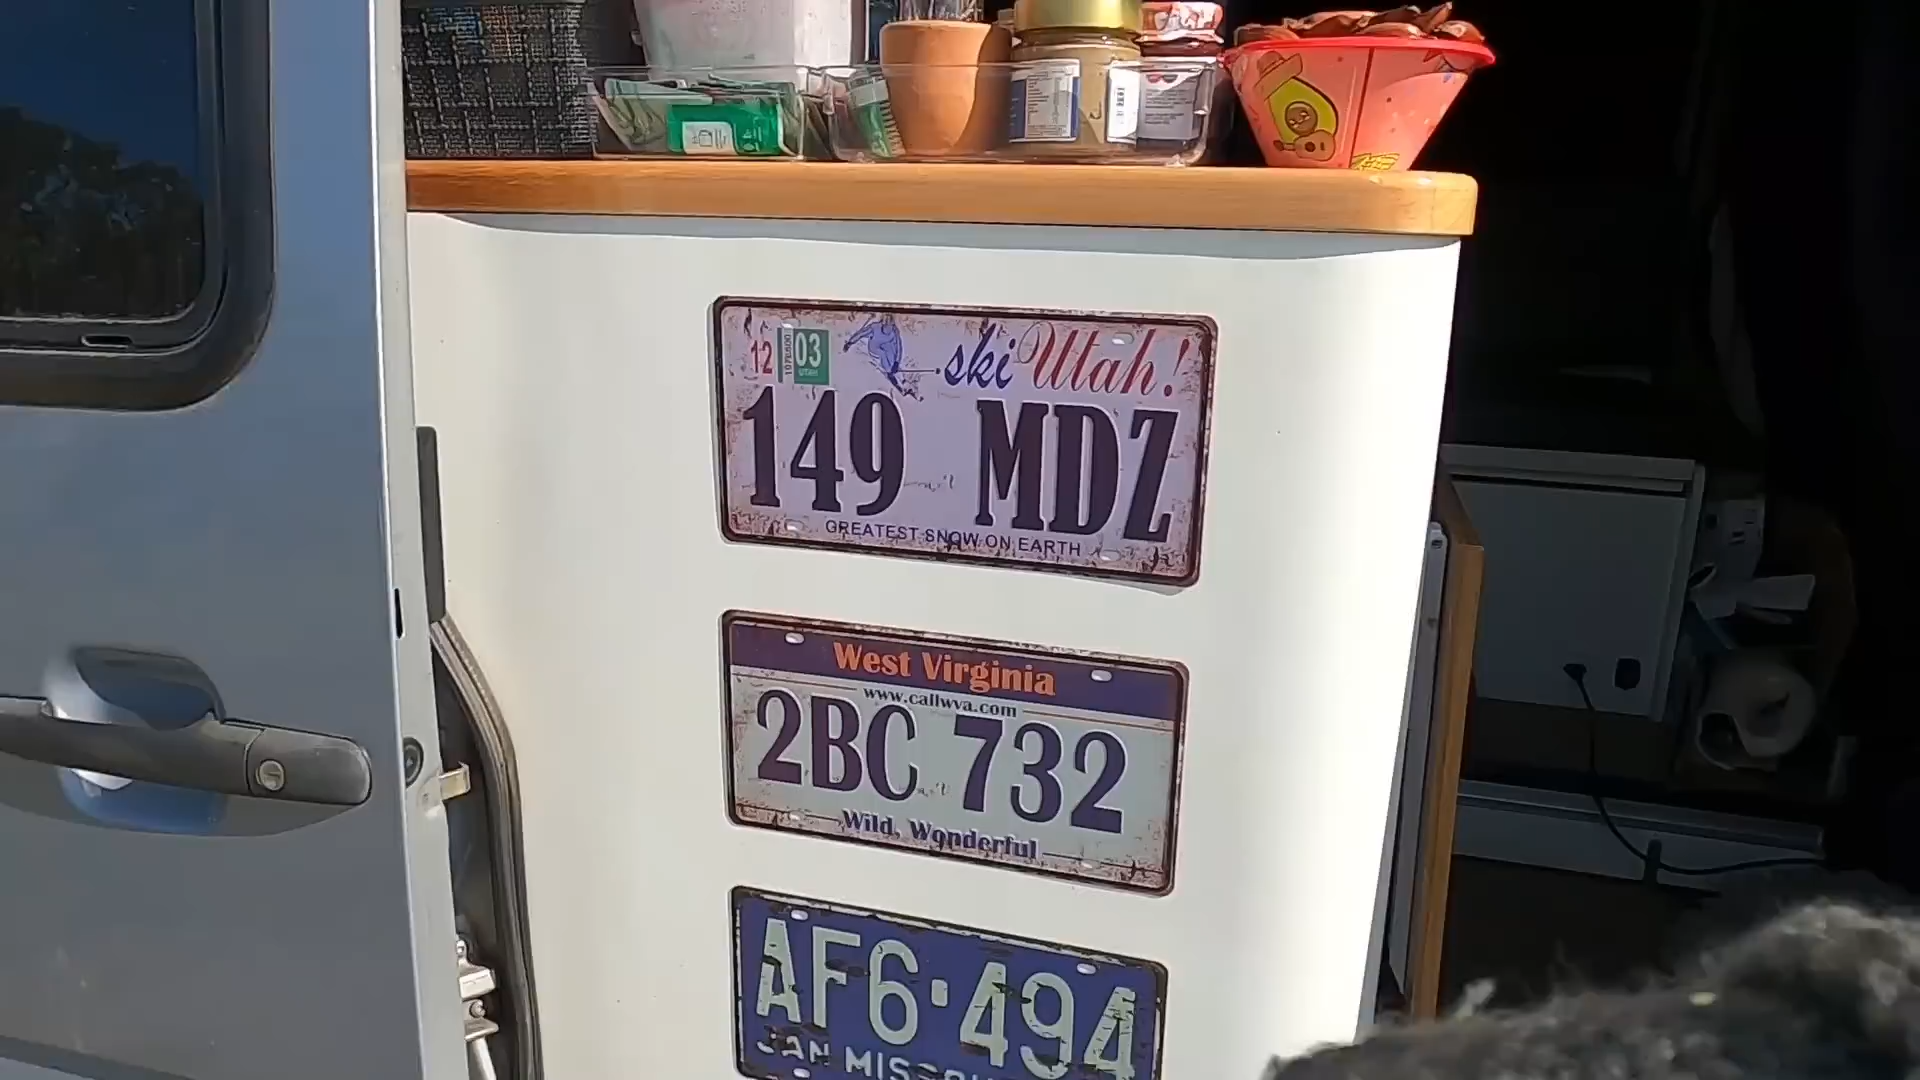 12
03
UTAH
ski Utah!
149 MDZ
GREATEST SNOW ON EARTH
West Virginia
www.callwva.com
2BC 732
Wild, Wonderful
AF6·494